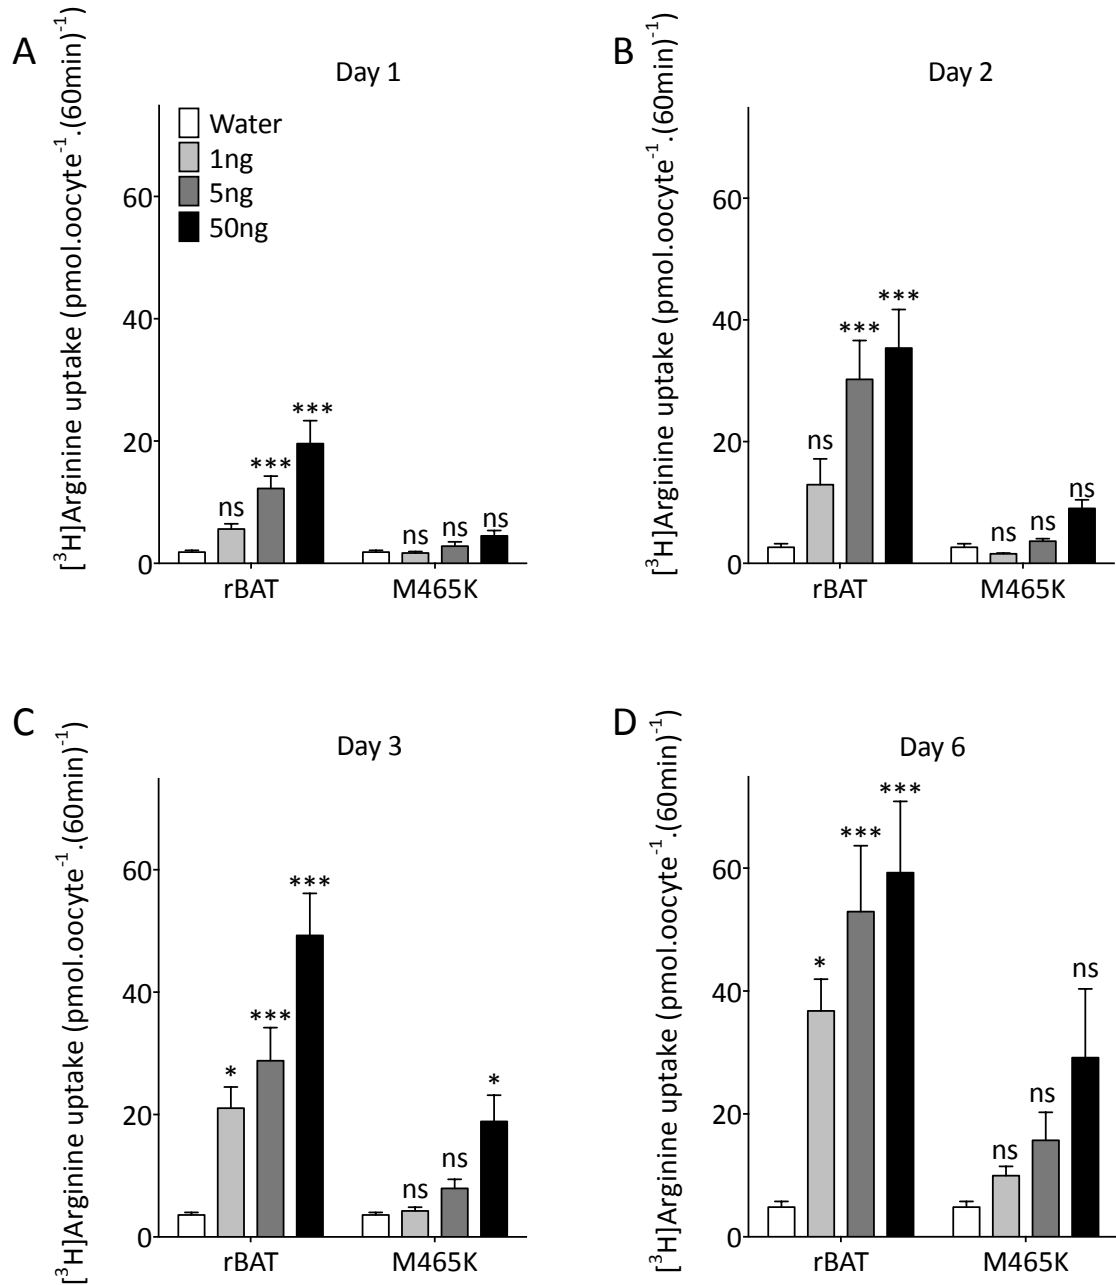 A
Day 1
[³H]Arginine uptake (pmol.oocyte⁻¹.(60min)⁻¹)
Water
1ng
5ng
50ng
60
40
20
0
ns
***
***
ns
ns
ns
rBAT
M465K
B
Day 2
[³H]Arginine uptake (pmol.oocyte⁻¹.(60min)⁻¹)
60
40
20
0
ns
***
***
ns
ns
ns
rBAT
M465K
C
Day 3
[³H]Arginine uptake (pmol.oocyte⁻¹.(60min)⁻¹)
60
40
20
0
*
***
***
ns
ns
*
rBAT
M465K
D
Day 6
[³H]Arginine uptake (pmol.oocyte⁻¹.(60min)⁻¹)
60
40
20
0
*
***
***
ns
ns
ns
rBAT
M465K